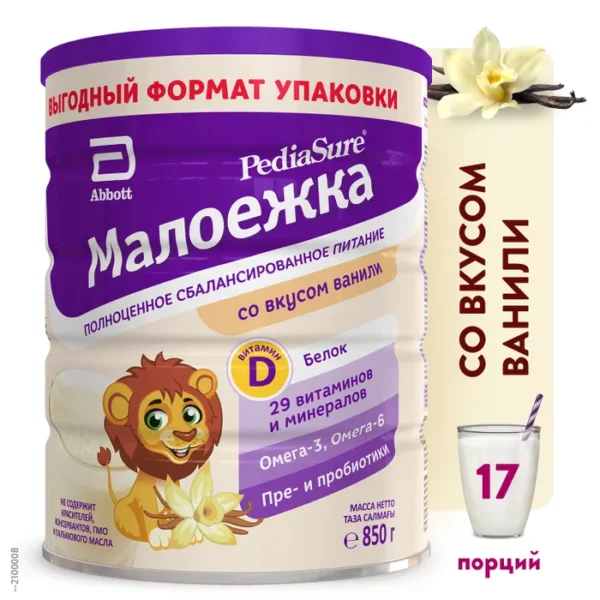 ВЫГОДНЫЙ ФОРМАТ УПАКОВКИ
Abbott
PediaSure®
Малоежка
ПОЛНОЦЕННОЕ СБАЛАНСИРОВАННОЕ ПИТАНИЕ
СО ВКУСОМ ВАНИЛИ
ВИТАМИН
D
Белок
29 витаминов
и минералов
Омега-3, Омега-6
Пре- и пробиотики
НЕ СОДЕРЖИТ
КРАСИТЕЛЕЙ,
КОНСЕРВАНТОВ, ГМО
И ПАЛЬМОВОГО МАСЛА
МАССА НЕТТО
ТАЗА САЛМАҒЫ
℮ 850 г
СО ВКУСОМ
ВАНИЛИ
17
порций
--2100008